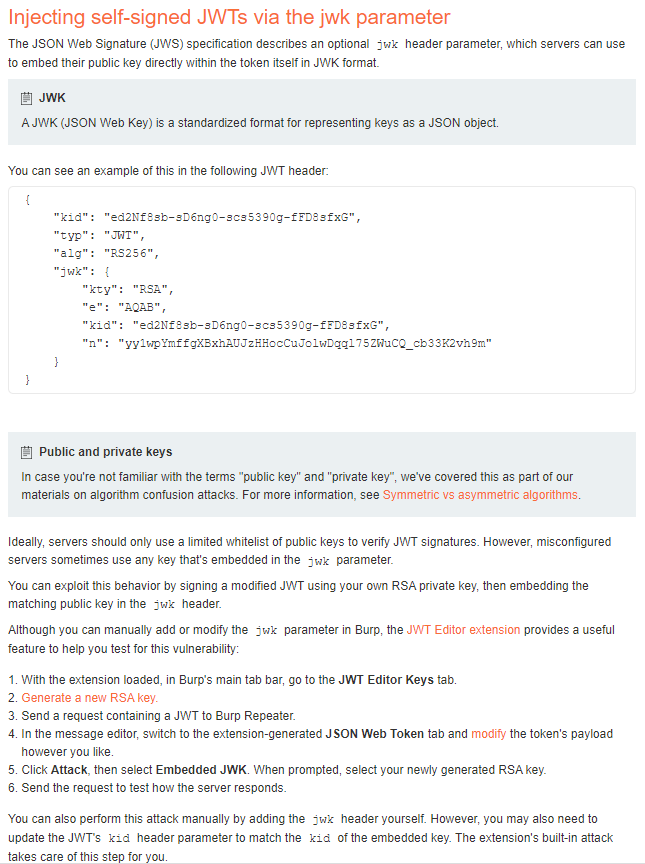 Injecting self-signed JWTs via the jwk parameter
The JSON Web Signature (JWS) specification describes an optional jwk header parameter, which servers can use
to embed their public key directly within the token itself in JWK format.
JWK
A JWK (JSON Web Key) is a standardized format for representing keys as a JSON object.
You can see an example of this in the following JWT header:
{
"kid": "ed2Nf8sb-sD6ng0-scs5390g-fFD8sfxG",
"typ": "JWT",
"alg": "RS256",
"jwk": {
"kty": "RSA",
"e": "AQAB",
"kid": "ed2Nf8sb-sD6ng0-scs5390g-fFD8sfxG",
"n": "yy1wpYmffgXBxhAUJzHHocCuJolwDqql75ZWuCQ_cb33K2vh9m"
}
}
Public and private keys
In case you're not familiar with the terms "public key" and "private key", we've covered this as part of our
materials on algorithm confusion attacks. For more information, see Symmetric vs asymmetric algorithms.
Ideally, servers should only use a limited whitelist of public keys to verify JWT signatures. However, misconfigured
servers sometimes use any key that's embedded in the jwk parameter.
You can exploit this behavior by signing a modified JWT using your own RSA private key, then embedding the
matching public key in the jwk header.
Although you can manually add or modify the jwk parameter in Burp, the JWT Editor extension provides a useful
feature to help you test for this vulnerability:
1. With the extension loaded, in Burp's main tab bar, go to the JWT Editor Keys tab.
2. Generate a new RSA key.
3. Send a request containing a JWT to Burp Repeater.
4. In the message editor, switch to the extension-generated JSON Web Token tab and modify the token's payload
however you like.
5. Click Attack, then select Embedded JWK. When prompted, select your newly generated RSA key.
6. Send the request to test how the server responds.
You can also perform this attack manually by adding the jwk header yourself. However, you may also need to
update the JWT's kid header parameter to match the kid of the embedded key. The extension's built-in attack
takes care of this step for you.